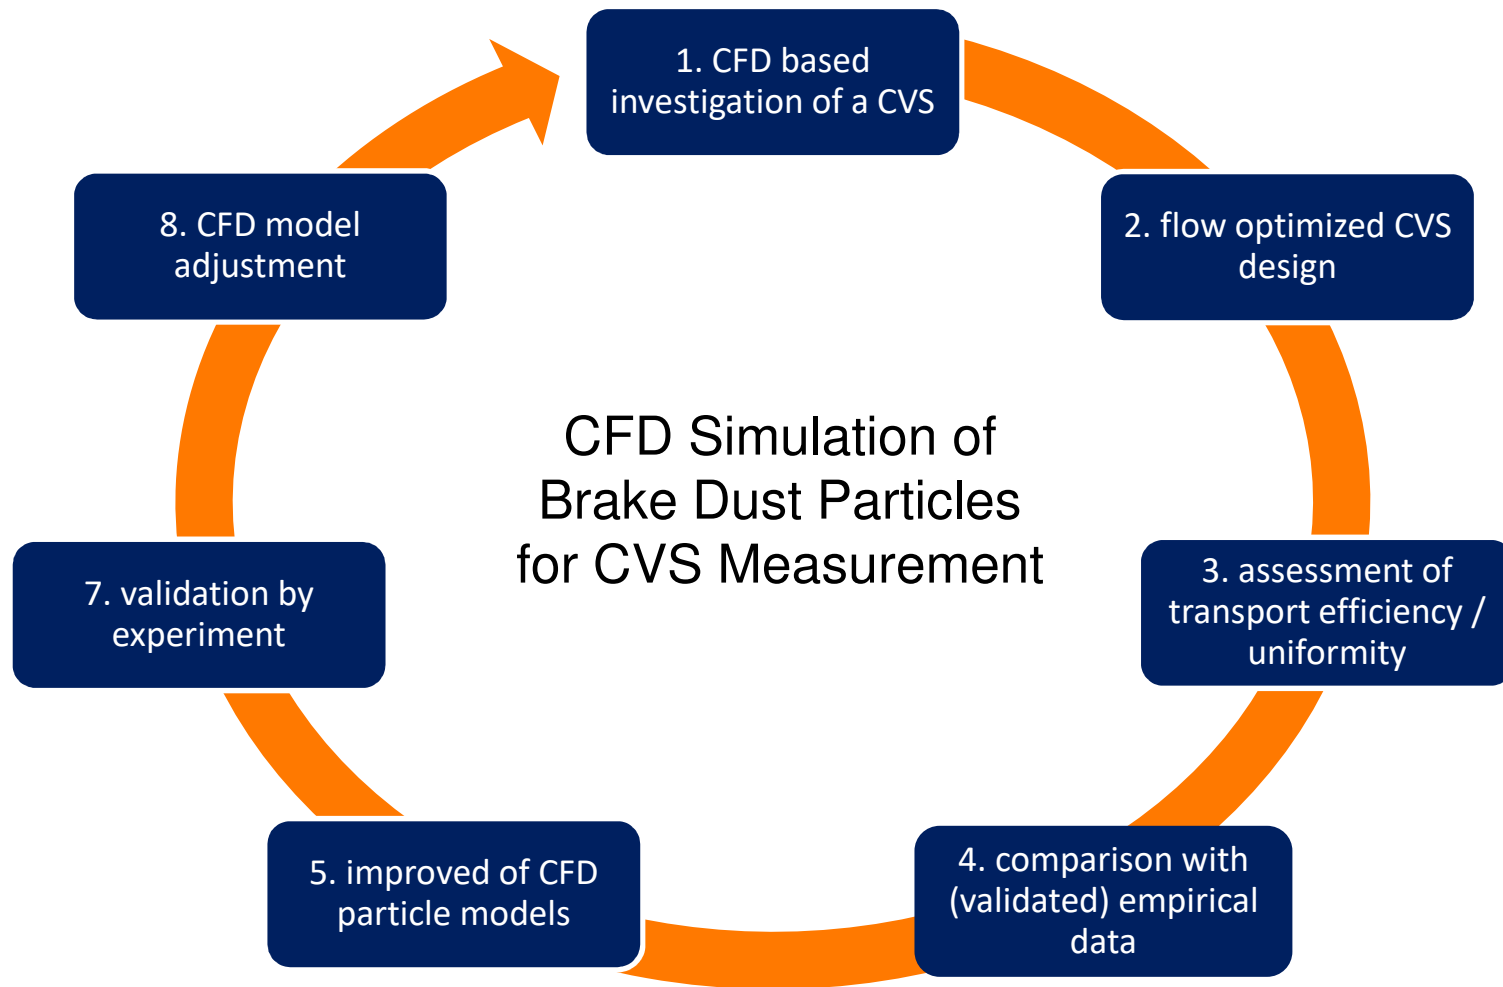 1. CFD based
investigation of a CVS
2. flow optimized CVS
design
3. assessment of
transport efficiency /
uniformity
4. comparison with
(validated) empirical
data
5. improved of CFD
particle models
7. validation by
experiment
8. CFD model
adjustment
CFD Simulation of
Brake Dust Particles
for CVS Measurement